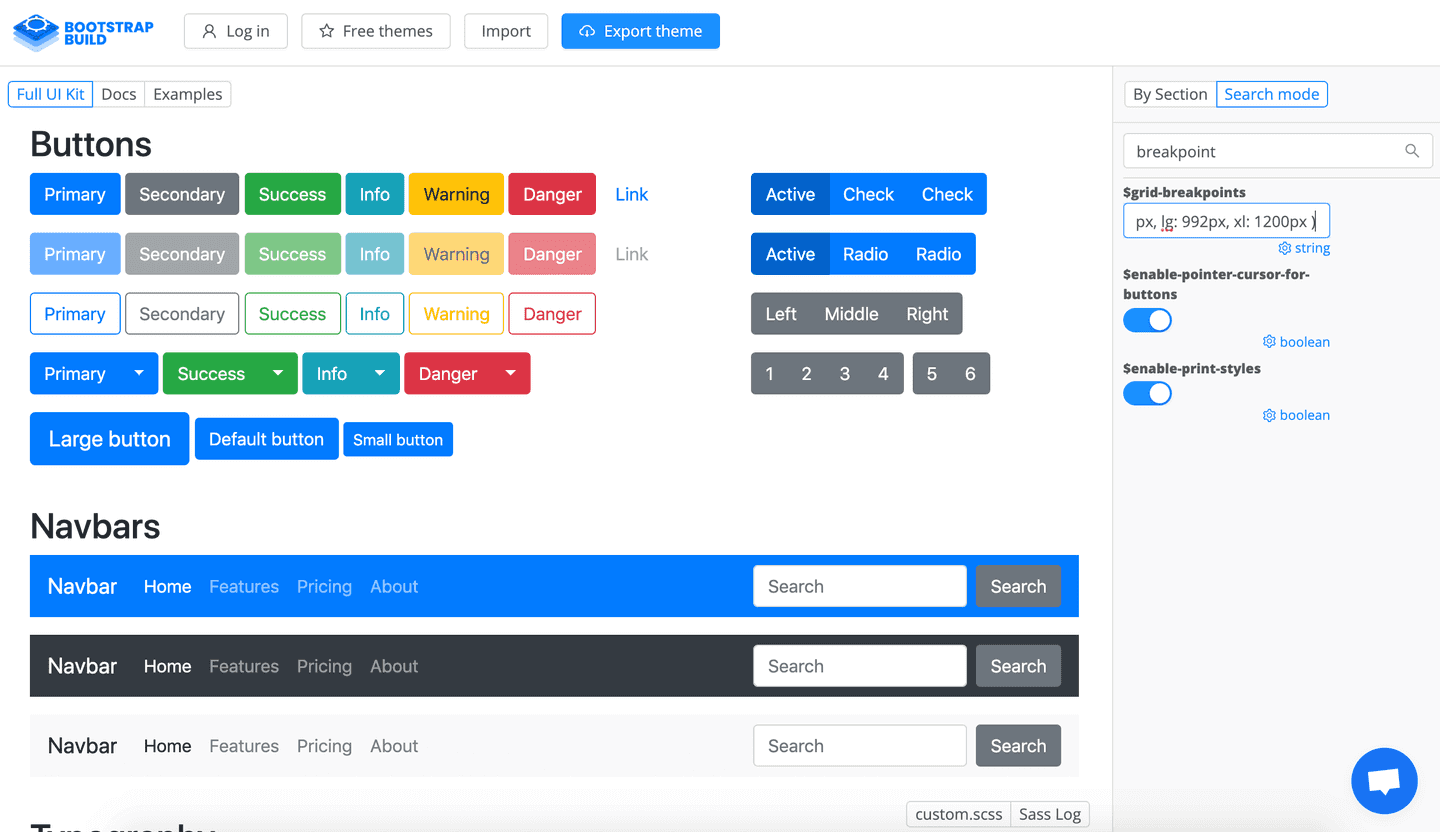 BOOTSTRAP
BUILD
Log in
Free themes
Import
Export theme
Full UI Kit
Docs
Examples
By Section
Search mode
Buttons
breakpoint
Primary Secondary Success Info Warning Danger Link
Active Check Check
$grid-breakpoints
px, lg: 992px, xl: 1200px )
string
Primary Secondary Success Info Warning Danger Link
Active Radio Radio
$enable-pointer-cursor-for-
buttons
boolean
Primary Secondary Success Info Warning Danger
Left Middle Right
$enable-print-styles
boolean
Primary Success Info Danger
1 2 3 4 5 6
Large button Default button Small button
Navbars
Navbar Home Features Pricing About Search Search
Navbar Home Features Pricing About Search Search
Navbar Home Features Pricing About Search Search
custom.scss Sass Log
Typography